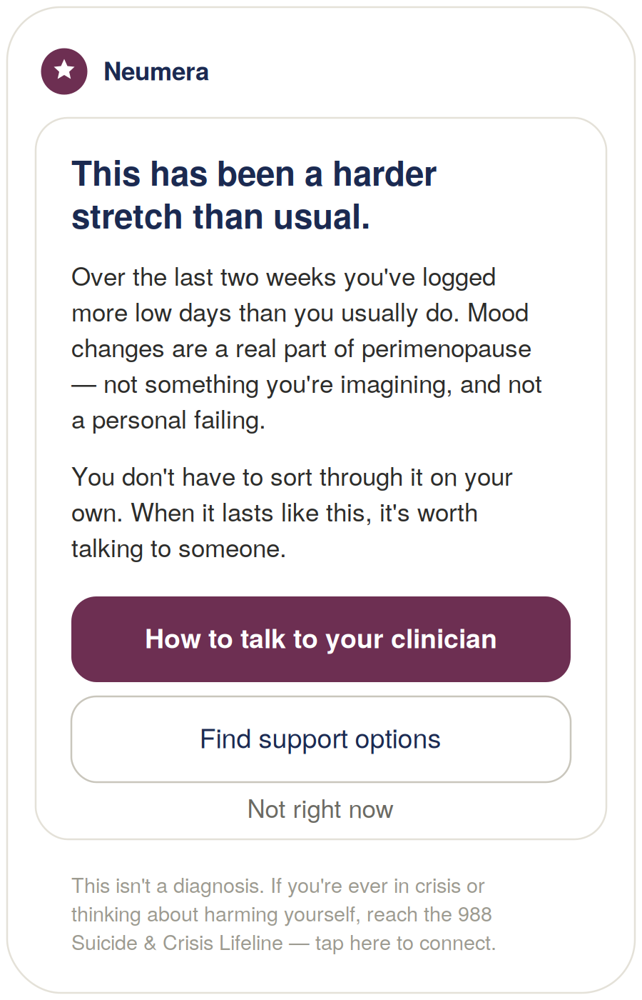 Neumera
This has been a harder
stretch than usual.
Over the last two weeks you've logged
more low days than you usually do. Mood
changes are a real part of perimenopause
— not something you're imagining, and not
a personal failing.
You don't have to sort through it on your
own. When it lasts like this, it's worth
talking to someone.
How to talk to your clinician
Find support options
Not right now
This isn't a diagnosis. If you're ever in crisis or
thinking about harming yourself, reach the 988
Suicide & Crisis Lifeline — tap here to connect.